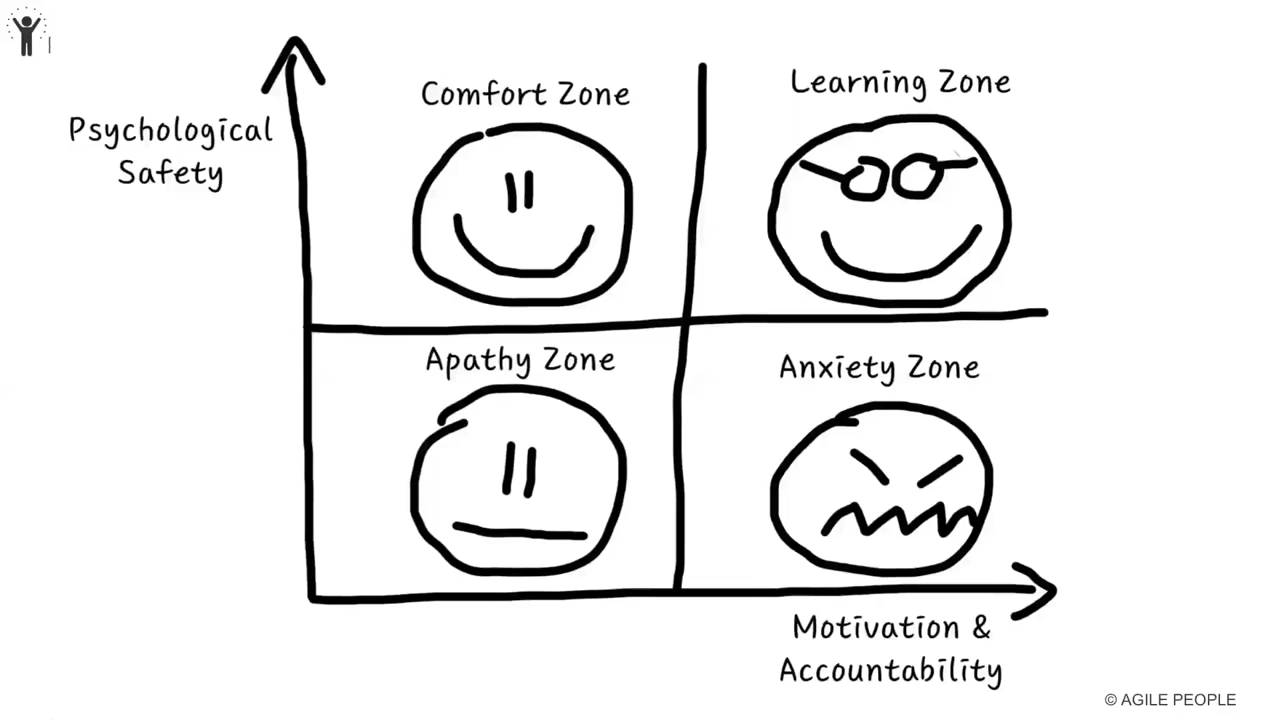 Comfort Zone
Learning Zone
Psychological
Safety
Apathy Zone
Anxiety Zone
Motivation &
Accountability
© AGILE PEOPLE